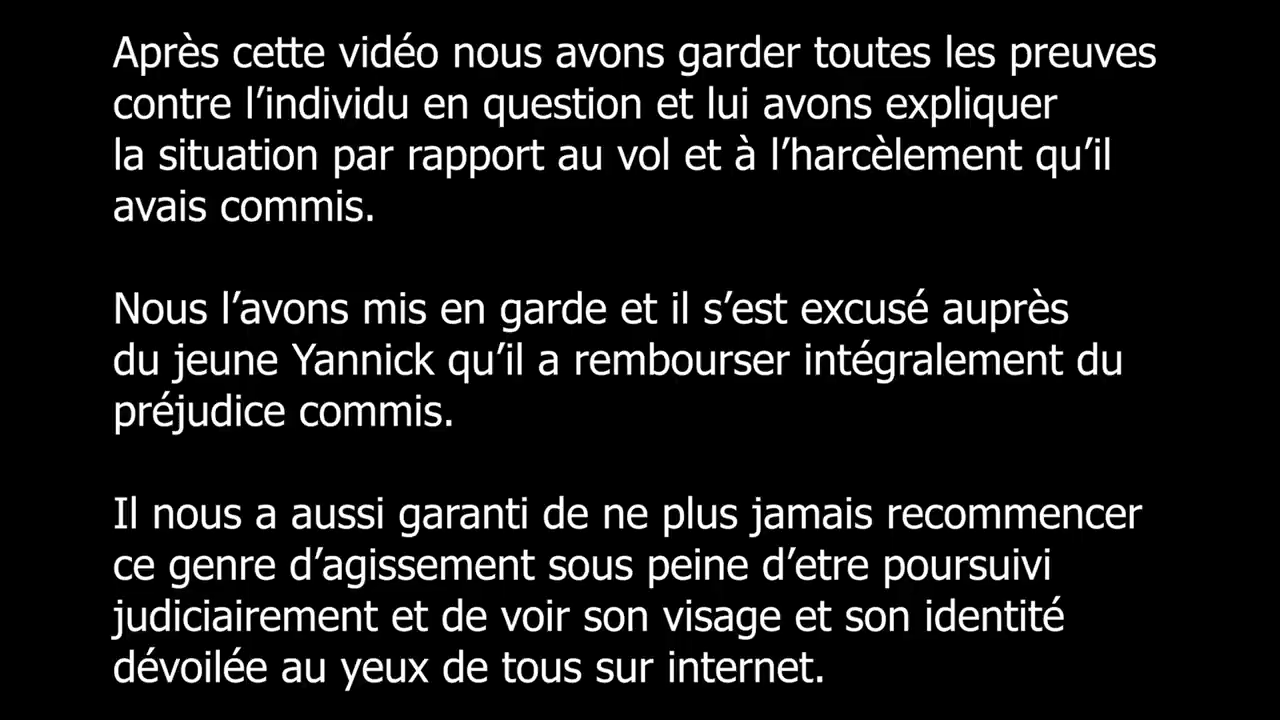 Après cette vidéo nous avons garder toutes les preuves
contre l’individu en question et lui avons expliquer
la situation par rapport au vol et à l’harcèlement qu’il
avais commis.
Nous l’avons mis en garde et il s’est excusé auprès
du jeune Yannick qu’il a rembourser intégralement du
préjudice commis.
Il nous a aussi garanti de ne plus jamais recommencer
ce genre d’agissement sous peine d’etre poursuivi
judiciairement et de voir son visage et son identité
dévoilée au yeux de tous sur internet.